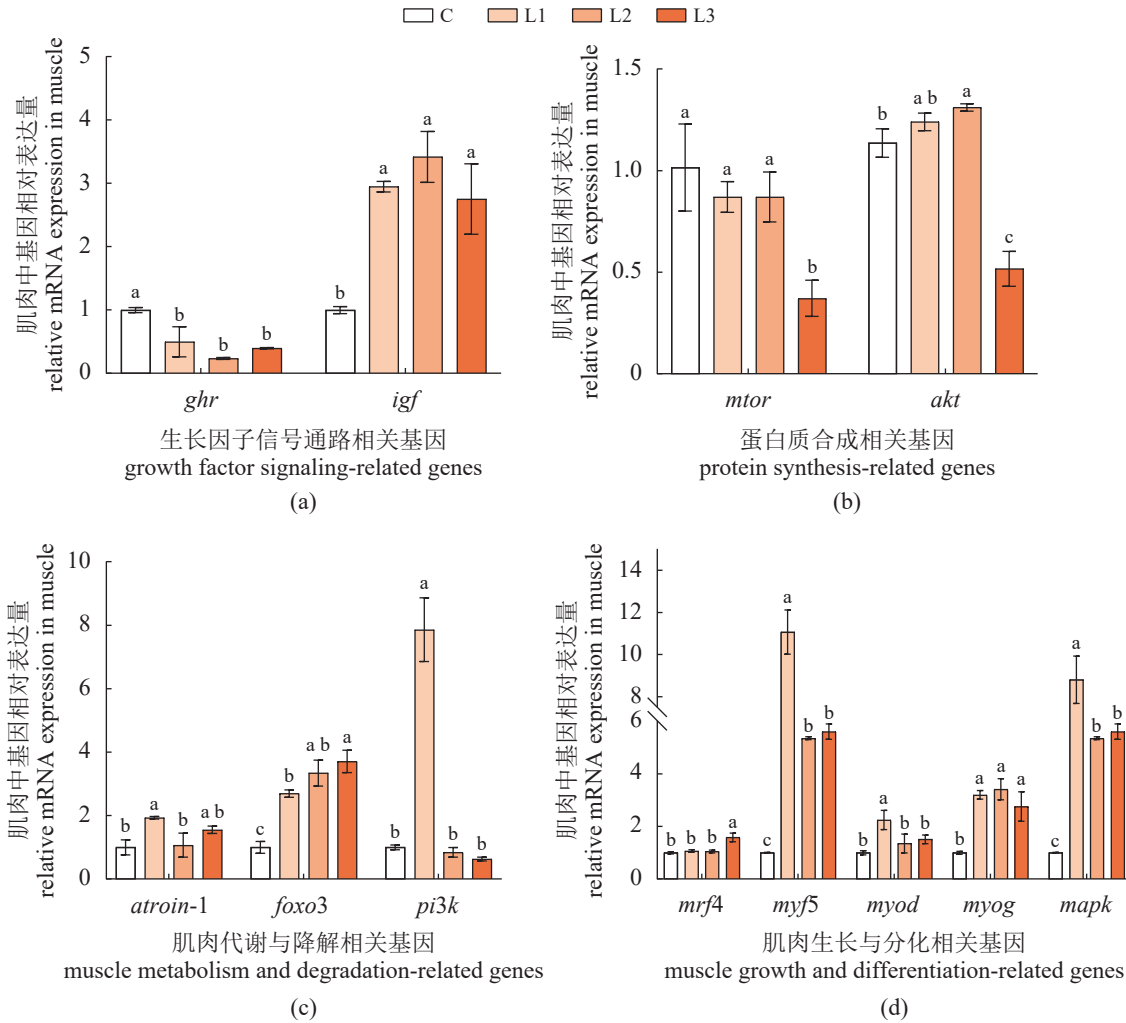 C L1 L2 L3
肌肉中基因相对表达量
relative mRNA expression in muscle
5
4
3
2
1
0
a
b
b
b
b
a
a
a
ghr igf
生长因子信号通路相关基因
growth factor signaling-related genes
(a)
肌肉中基因相对表达量
relative mRNA expression in muscle
1.5
1.0
0.5
0
a
a
a
b
b
a b
a
c
mtor akt
蛋白质合成相关基因
protein synthesis-related genes
(b)
肌肉中基因相对表达量
relative mRNA expression in muscle
10
8
6
4
2
0
b
a
b
a b
c
b
a b
a
b
a
b
b
atroin-1 foxo3 pi3k
肌肉代谢与降解相关基因
muscle metabolism and degradation-related genes
(c)
肌肉中基因相对表达量
relative mRNA expression in muscle
14
12
10
8
6
4
2
0
b
b
b
a
c
a
b
b
b
a
b
b
b
a
a
a
c
a
b
b
mrf4 myf5 myod myog mapk
肌肉生长与分化相关基因
muscle growth and differentiation-related genes
(d)